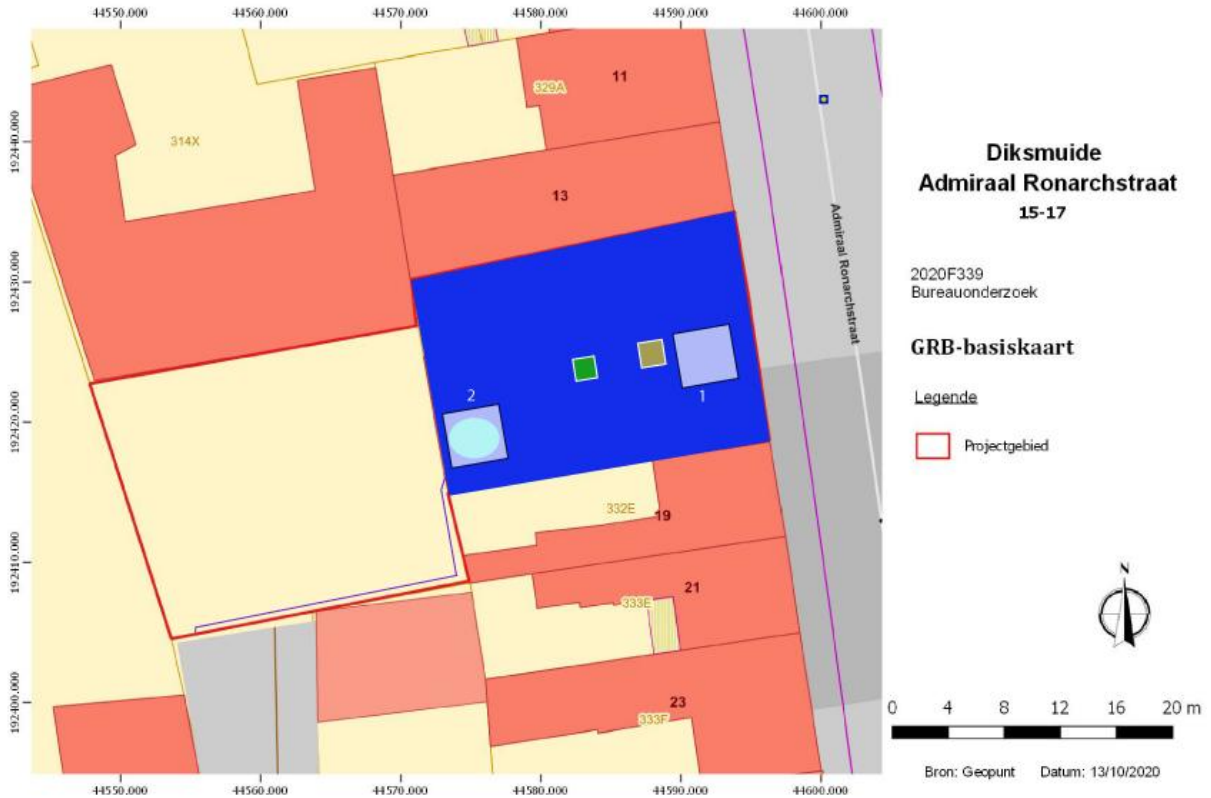 44550.000 44560.000 44570.000 44580.000 44590.000 44600.000
192440.000
192430.000
192420.000
192410.000
192400.000
11
329A
314X
13
Admiraal Ronarchstraat
2
1
332E
19
21
333E
23
333F
44550.000 44560.000 44570.000 44580.000 44590.000 44600.000
Diksmuide
Admiraal Ronarchstraat
15-17
2020F339
Bureauonderzoek
GRB-basiskaart
Legende
Projectgebied
N
0 4 8 12 16 20 m
Bron: Geopunt Datum: 13/10/2020